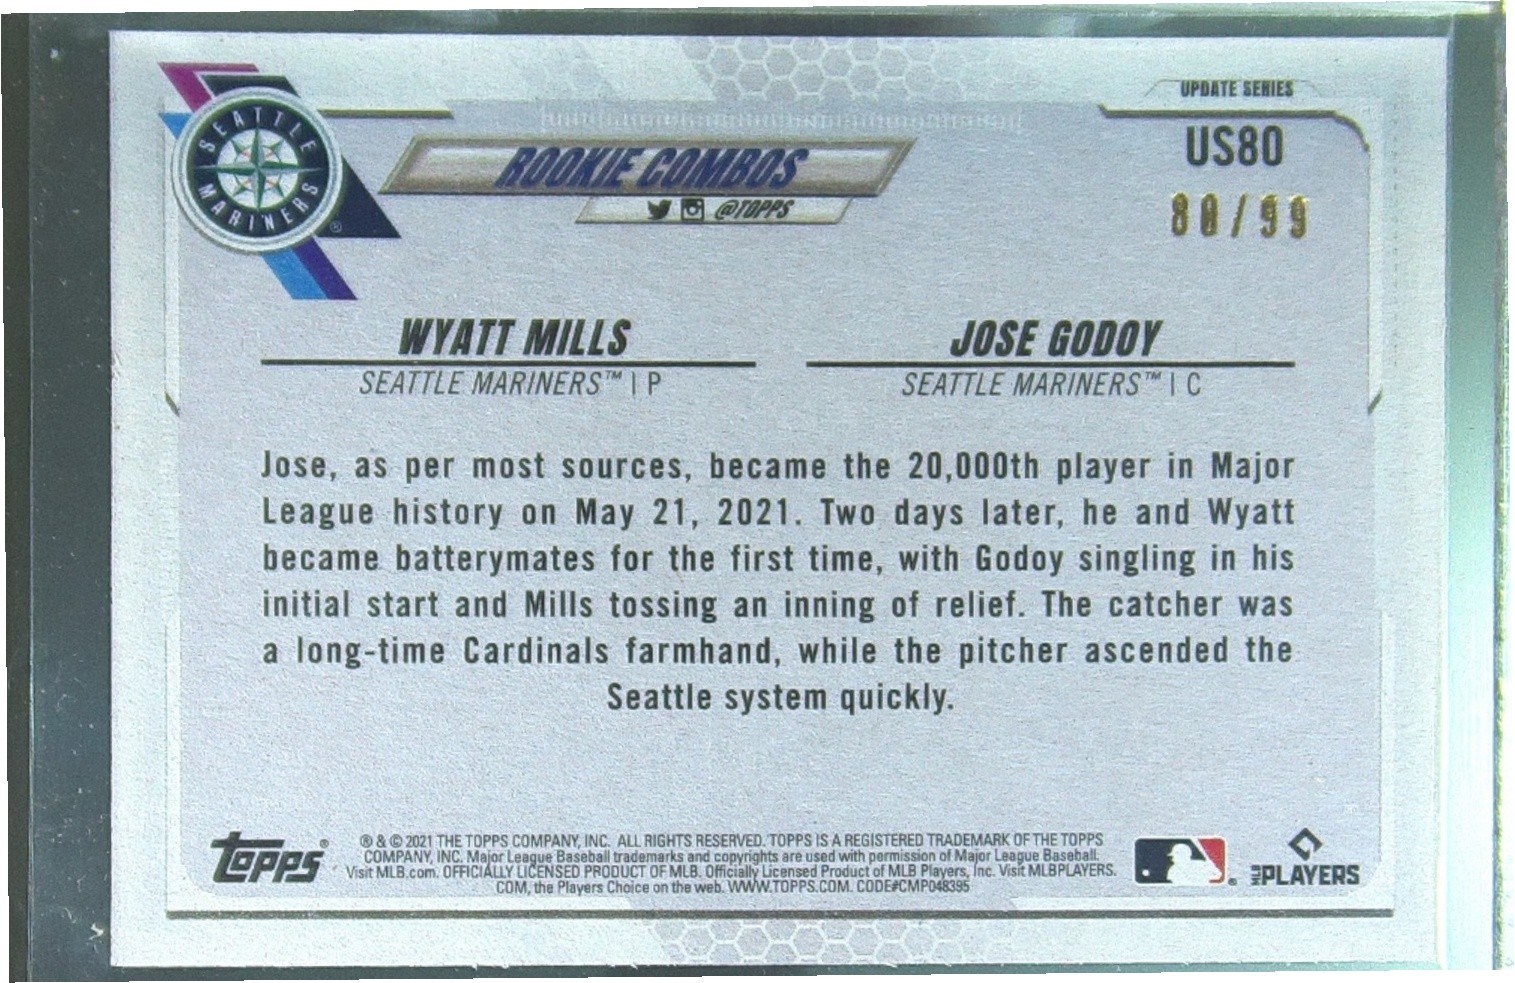 UPDATE SERIES
SEATTLE
MARINERS
®
ROOKIE COMBOS
@TOPPS
US80
80/99
WYATT MILLS
SEATTLE MARINERS™ | P
JOSE GODOY
SEATTLE MARINERS™ | C
Jose, as per most sources, became the 20,000th player in Major
League history on May 21, 2021. Two days later, he and Wyatt
became batterymates for the first time, with Godoy singling in his
initial start and Mills tossing an inning of relief. The catcher was
a long-time Cardinals farmhand, while the pitcher ascended the
Seattle system quickly.
topps®
® & © 2021 THE TOPPS COMPANY, INC. ALL RIGHTS RESERVED. TOPPS IS A REGISTERED TRADEMARK OF THE TOPPS
COMPANY, INC. Major League Baseball trademarks and copyrights are used with permission of Major League Baseball.
Visit MLB.com. OFFICIALLY LICENSED PRODUCT OF MLB. Officially Licensed Product of MLB Players, Inc. Visit MLBPLAYERS.
COM, the Players Choice on the web. WWW.TOPPS.COM. CODE#CMP048395
®
MLB PLAYERS